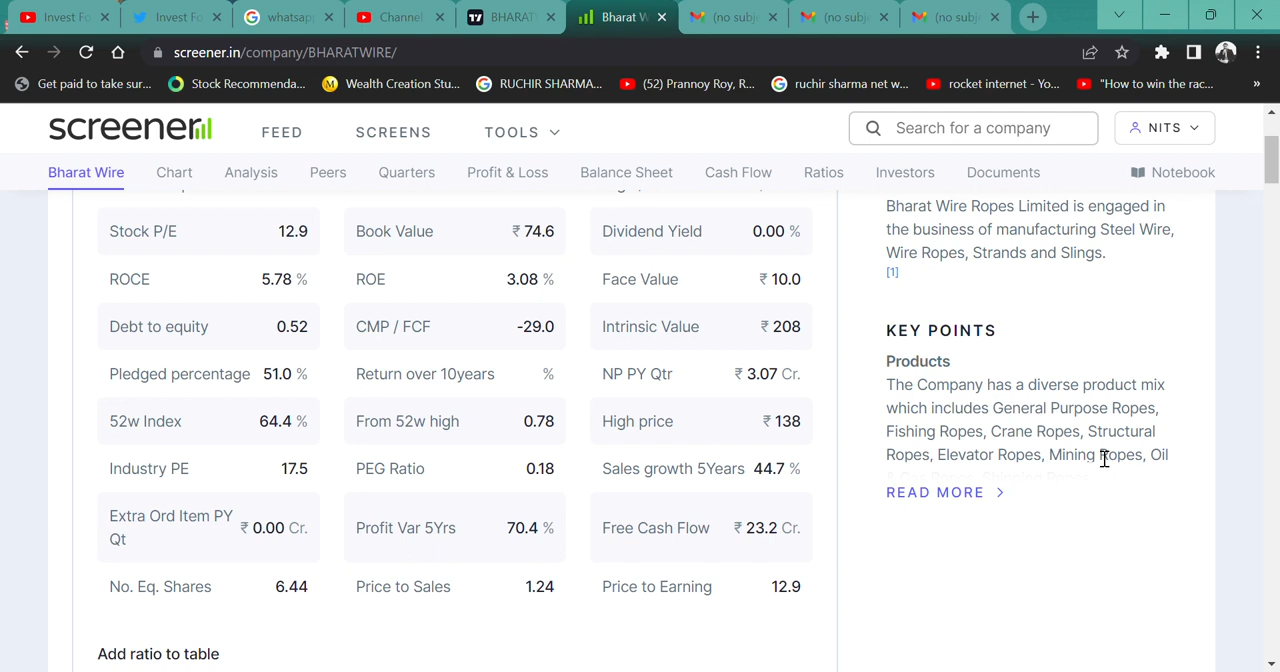 Invest Fo
Invest Fo
whatsap
Channel
BHARAT
Bharat W
(no subj
(no subj
(no subj
screener.in/company/BHARATWIRE/
Get paid to take sur...
Stock Recommenda...
Wealth Creation Stu...
RUCHIR SHARMA...
(52) Prannoy Roy, R...
ruchir sharma net w...
rocket internet - Yo...
"How to win the rac...
»
screener
FEED
SCREENS
TOOLS
Search for a company
NITS
Bharat Wire
Chart
Analysis
Peers
Quarters
Profit & Loss
Balance Sheet
Cash Flow
Ratios
Investors
Documents
Notebook
Stock P/E 12.9
Book Value ₹ 74.6
Dividend Yield 0.00 %
ROCE 5.78 %
ROE 3.08 %
Face Value ₹ 10.0
Debt to equity 0.52
CMP / FCF -29.0
Intrinsic Value ₹ 208
Pledged percentage 51.0 %
Return over 10years %
NP PY Qtr ₹ 3.07 Cr.
52w Index 64.4 %
From 52w high 0.78
High price ₹ 138
Industry PE 17.5
PEG Ratio 0.18
Sales growth 5Years 44.7 %
Extra Ord Item PY
Qt ₹ 0.00 Cr.
Profit Var 5Yrs 70.4 %
Free Cash Flow ₹ 23.2 Cr.
No. Eq. Shares 6.44
Price to Sales 1.24
Price to Earning 12.9
Add ratio to table
Bharat Wire Ropes Limited is engaged in
the business of manufacturing Steel Wire,
Wire Ropes, Strands and Slings.
[1]
KEY POINTS
Products
The Company has a diverse product mix
which includes General Purpose Ropes,
Fishing Ropes, Crane Ropes, Structural
Ropes, Elevator Ropes, Mining Ropes, Oil
READ MORE